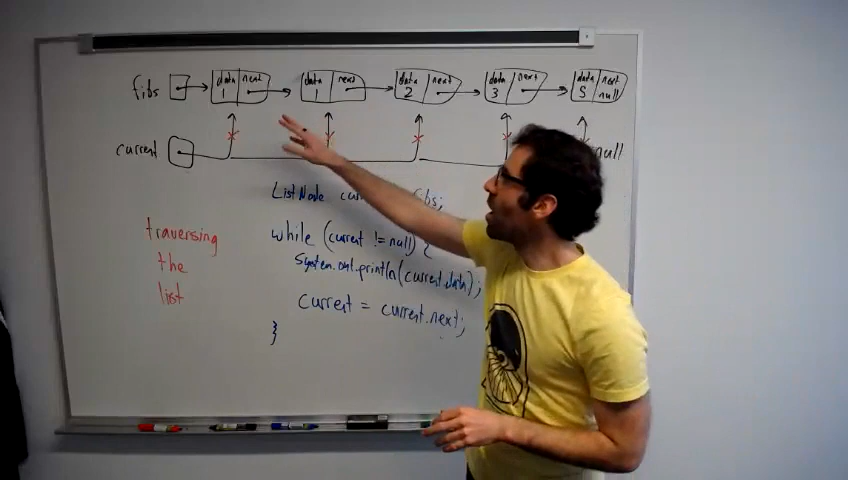 fibs data next data next data next data next data next
1 1 2 3 5 null
current null
ListNode fibs;
traversing while (current != null) {
the System.out.println(current.data);
list current = current.next;
}